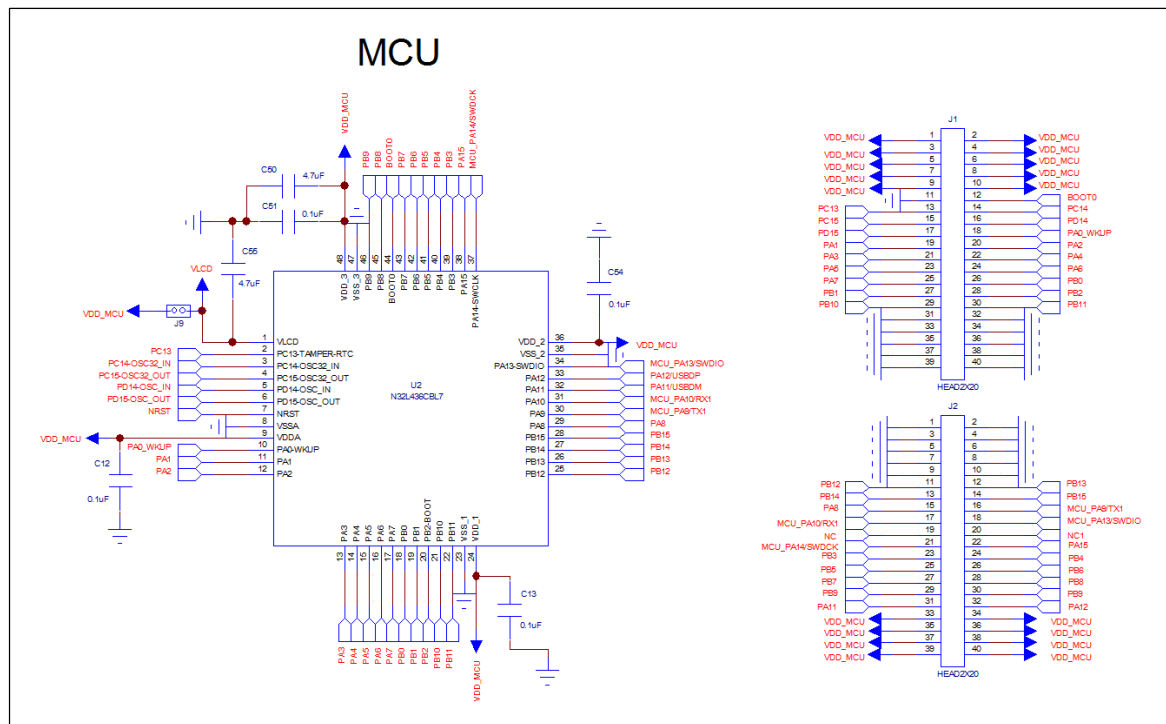 MCU
VDD_MCU
PB9
PB8
BOOT0
PB7
PB6
PB5
PB4
PB3
PA15
MCU_PA14/SWDCK
C50
4.7uF
C51
0.1uF
C55
4.7uF
VLCD
VDD_MCU
J9
48
47
46
45
44
43
42
41
40
39
38
37
VDD_3
VSS_3
PB9
PB8
BOOT0
PB7
PB6
PB5
PB4
PB3
PA15
PA14-SWCLK
C54
0.1uF
VDD_MCU
U2
N32L436CBL7
1 VLCD
PC13 2 PC13-TAMPER-RTC
PC14-OSC32_IN 3 PC14-OSC32_IN
PC15-OSC32_OUT 4 PC15-OSC32_OUT
PD14-OSC_IN 5 PD14-OSC_IN
PD15-OSC_OUT 6 PD15-OSC_OUT
NRST 7 NRST
8 VSSA
VDD_MCU 9 VDDA
PA0_WKUP 10 PA0-WKUP
PA1 11 PA1
PA2 12 PA2
C12
0.1uF
VDD_2 36
VSS_2 35
PA13-SWDIO 34 MCU_PA13/SWDIO
PA12 33 PA12/USBDP
PA11 32 PA11/USBDM
PA10 31 MCU_PA10/RX1
PA9 30 MCU_PA9/TX1
PA8 29 PA8
PB15 28 PB15
PB14 27 PB14
PB13 26 PB13
PB12 25 PB12
PA3
PA4
PA5
PA6
PA7
PB0
PB1
PB2-BOOT
PB10
PB11
VSS_1
VDD_1
13
14
15
16
17
18
19
20
21
22
23
24
C13
0.1uF
PA3
PA4
PA5
PA6
PA7
PB0
PB1
PB2
PB10
PB11
VDD_MCU
J1
VDD_MCU 1 2 VDD_MCU
VDD_MCU 3 4 VDD_MCU
VDD_MCU 5 6 VDD_MCU
VDD_MCU 7 8 VDD_MCU
VDD_MCU 9 10 VDD_MCU
11 12 BOOT0
PC13 13 14 PC14
PC15 15 16 PD14
PD15 17 18 PA0_WKUP
PA1 19 20 PA2
PA3 21 22 PA4
PA5 23 24 PA6
PA7 25 26 PB0
PB1 27 28 PB2
PB10 29 30 PB11
31 32
33 34
35 36
37 38
39 40
HEAD2X20
J2
1 2
3 4
5 6
7 8
9 10
PB12 11 12 PB13
PB14 13 14 PB15
PA8 15 16 MCU_PA9/TX1
MCU_PA10/RX1 17 18 MCU_PA13/SWDIO
NC 19 20 NC1
MCU_PA14/SWDCK 21 22 PA15
PB3 23 24 PB4
PB5 25 26 PB6
PB7 27 28 PB8
PB9 29 30 PB9
PA11 31 32 PA12
VDD_MCU 33 34 VDD_MCU
VDD_MCU 35 36 VDD_MCU
VDD_MCU 37 38 VDD_MCU
VDD_MCU 39 40 VDD_MCU
HEAD2X20